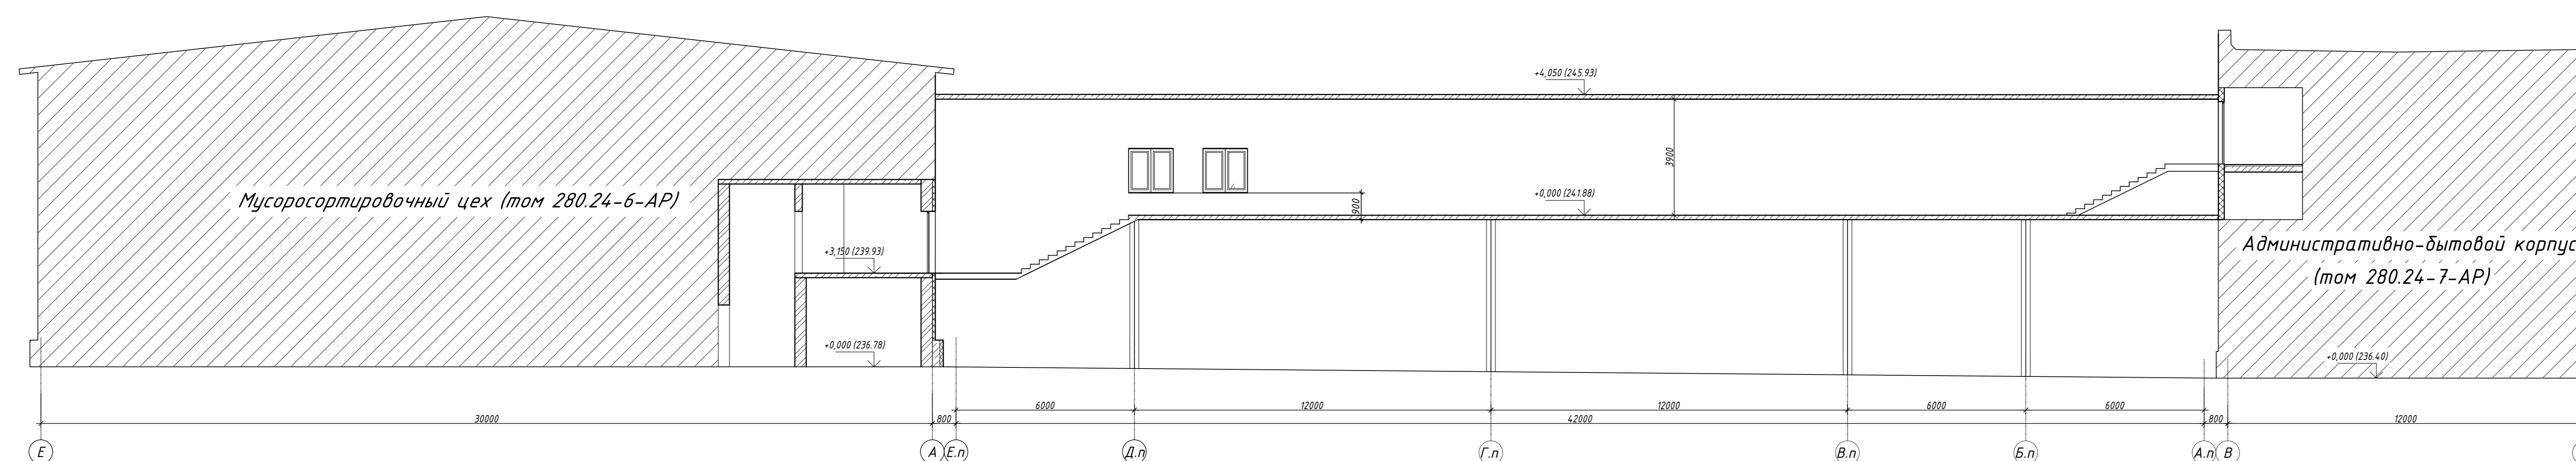 +4,050 (245.93)
3900
Мусоросортировочный цех (том 280.24-6-АР)
+0,000 (241.88)
900
+3,150 (239.93)
Административно-бытовой корпус
(том 280.24-7-АР)
+0,000 (236.78)
+0,000 (236.40)
6000 12000 12000 6000 6000
30000 800 42000 800 12000
Е А Е.п Д.п Г.п В.п Б.п А.п В